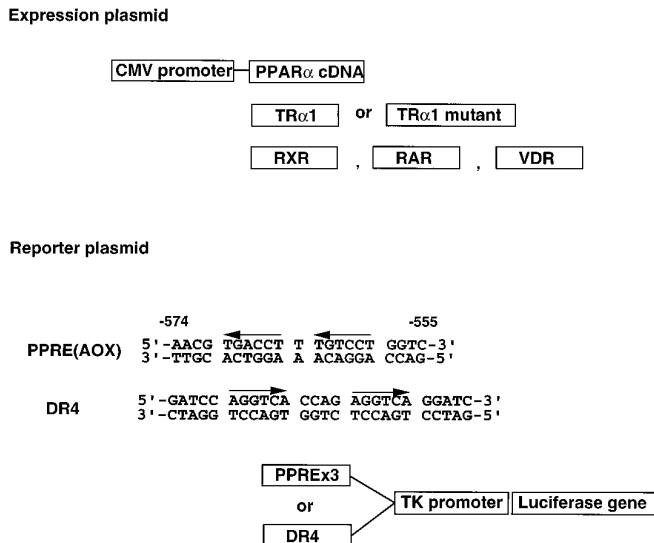 Expression plasmid
CMV promoter PPARα cDNA
TRα1 or TRα1 mutant
RXR , RAR , VDR
Reporter plasmid
-574 -555
PPRE(AOX)
5'-AACG TGACCT T TGTCCT GGTC-3'
3'-TTGC ACTGGA A ACAGGA CCAG-5'
DR4
5'-GATCC AGGTCA CCAG AGGTCA GGATC-3'
3'-CTAGG TCCAGT GGTC TCCAGT CCTAG-5'
PPREx3
or
TK promoter Luciferase gene
DR4